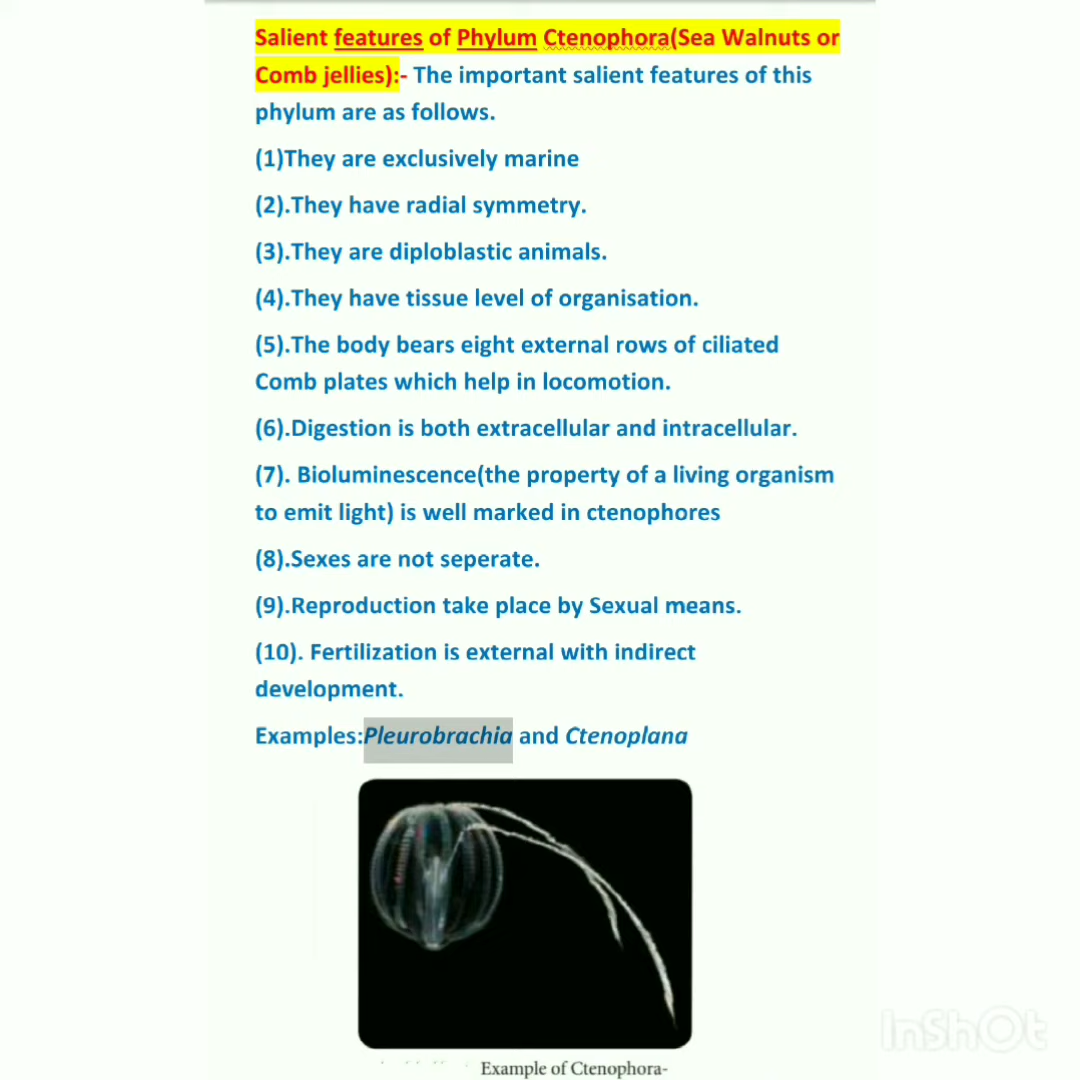 Salient features of Phylum Ctenophora(Sea Walnuts or
Comb jellies):- The important salient features of this
phylum are as follows.
(1)They are exclusively marine
(2).They have radial symmetry.
(3).They are diploblastic animals.
(4).They have tissue level of organisation.
(5).The body bears eight external rows of ciliated
Comb plates which help in locomotion.
(6).Digestion is both extracellular and intracellular.
(7). Bioluminescence(the property of a living organism
to emit light) is well marked in ctenophores
(8).Sexes are not seperate.
(9).Reproduction take place by Sexual means.
(10). Fertilization is external with indirect
development.
Examples:Pleurobrachia and Ctenoplana
Example of Ctenophora-
InShOt